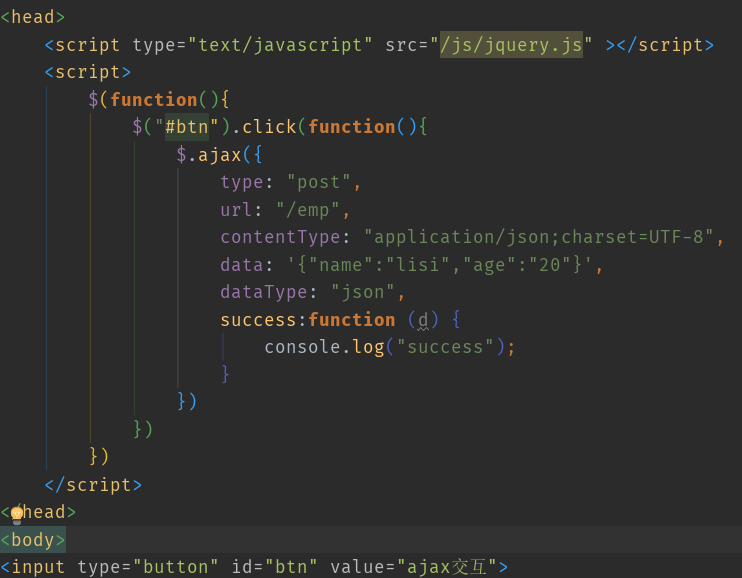 <head>
    <script type="text/javascript" src="/js/jquery.js" ></script>
    <script>
        $(function(){
            $("#btn").click(function(){
                $.ajax({
                    type: "post",
                    url: "/emp",
                    contentType: "application/json;charset=UTF-8",
                    data: '{"name":"lisi","age":"20"}',
                    dataType: "json",
                    success:function (d) {
                        console.log("success");
                    }
                })
            })
        })
    </script>
</head>
<body>
<input type="button" id="btn" value="ajax交互">